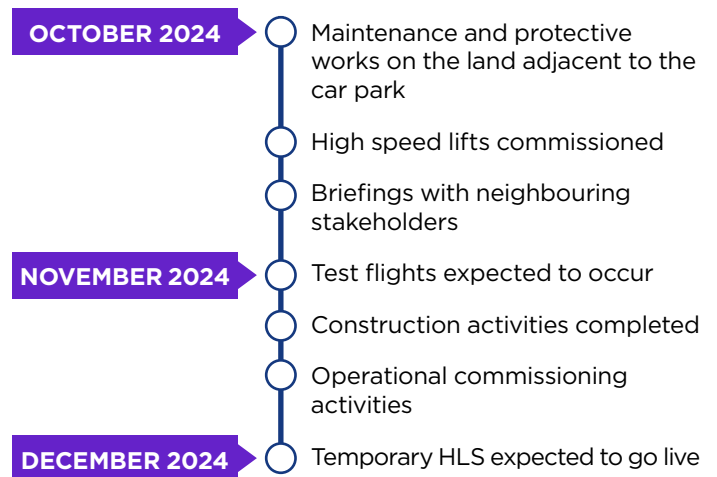 OCTOBER 2024
Maintenance and protective
works on the land adjacent to the
car park
High speed lifts commissioned
Briefings with neighbouring
stakeholders
NOVEMBER 2024
Test flights expected to occur
Construction activities completed
Operational commissioning
activities
DECEMBER 2024
Temporary HLS expected to go live